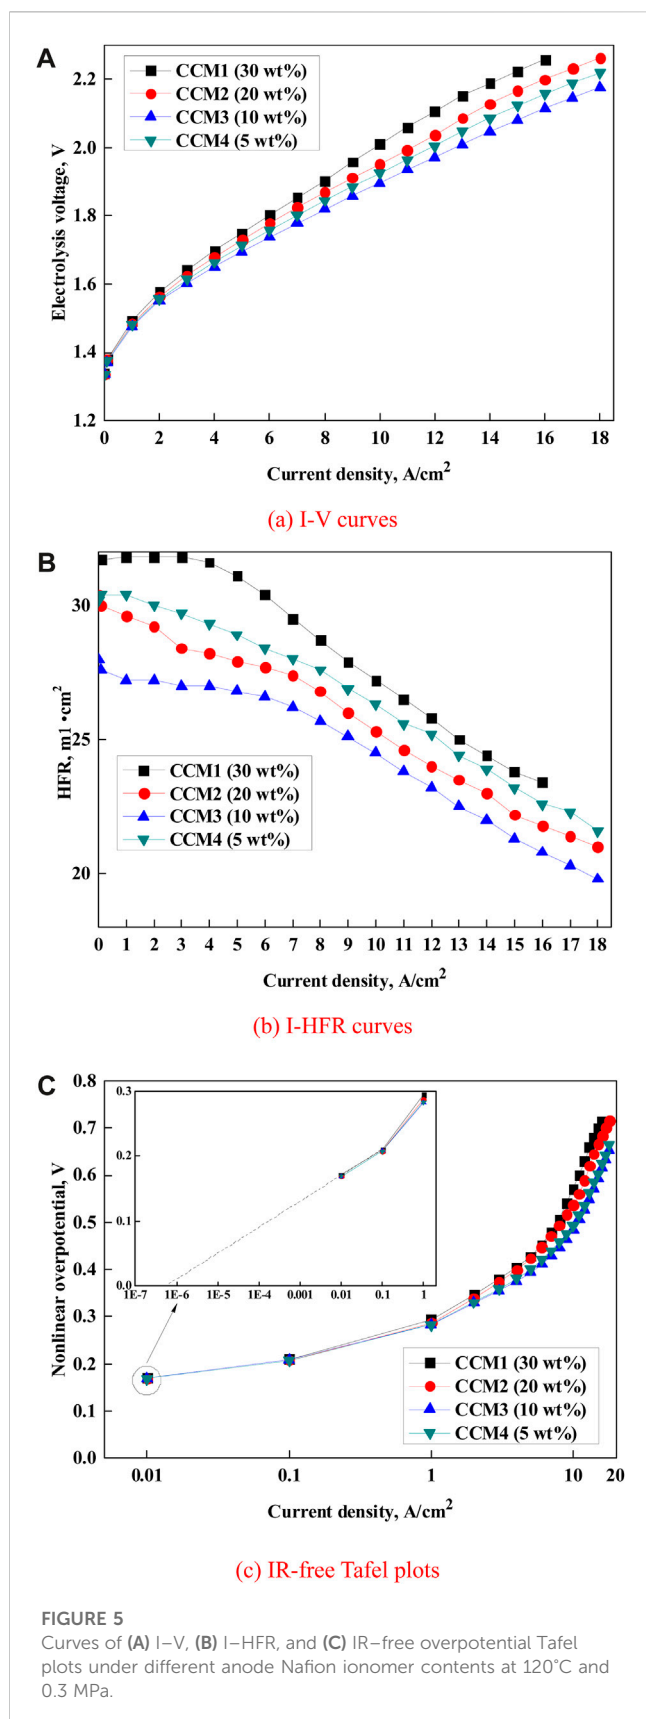 A
CCM1 (30 wt%)
CCM2 (20 wt%)
CCM3 (10 wt%)
CCM4 (5 wt%)
Electrolysis voltage, V
2.2
2.0
1.8
1.6
1.4
1.2
0 2 4 6 8 10 12 14 16 18
Current density, A/cm²
(a) I-V curves
B
HFR, m1•cm²
30
25
20
CCM1 (30 wt%)
CCM2 (20 wt%)
CCM3 (10 wt%)
CCM4 (5 wt%)
0 1 2 3 4 5 6 7 8 9 10 11 12 13 14 15 16 17 18
Current density, A/cm²
(b) I-HFR curves
C
Nonlinear overpotential, V
0.8
0.7
0.6
0.5
0.4
0.3
0.2
0.1
0.0
0.3
0.2
0.1
0.0
1E-7 1E-6 1E-5 1E-4 0.001 0.01 0.1 1
CCM1 (30 wt%)
CCM2 (20 wt%)
CCM3 (10 wt%)
CCM4 (5 wt%)
0.01 0.1 1 10 20
Current density, A/cm²
(c) IR-free Tafel plots
FIGURE 5
Curves of (A) I–V, (B) I–HFR, and (C) IR–free overpotential Tafel
plots under different anode Nafion ionomer contents at 120°C and
0.3 MPa.